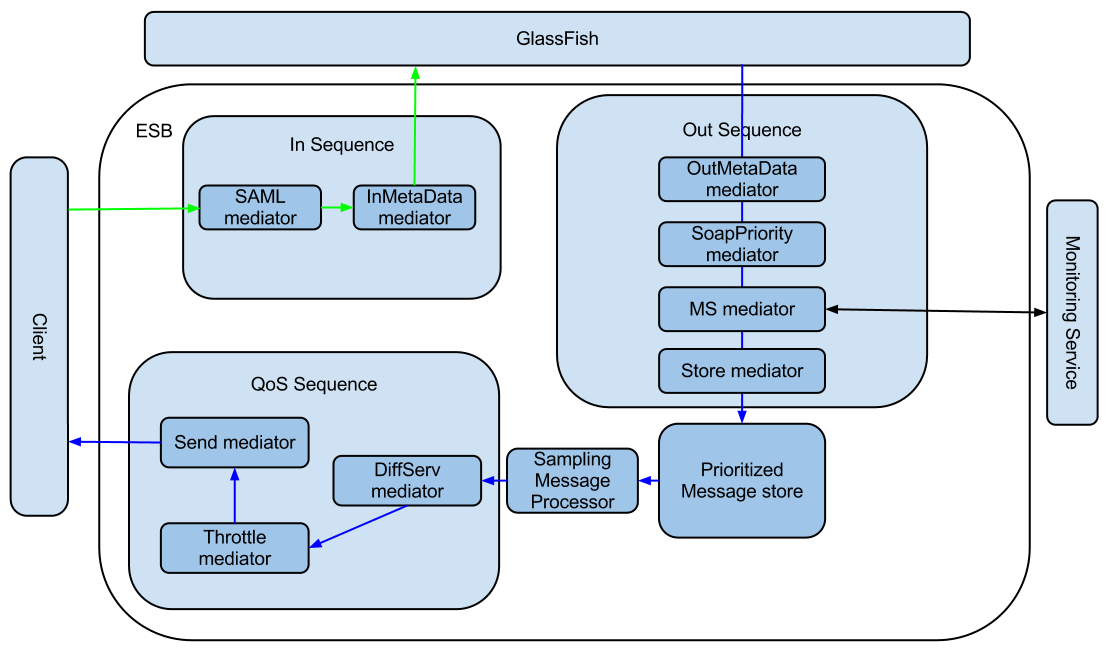 GlassFish
ESB
In Sequence
SAML
mediator
InMetaData
mediator
Out Sequence
OutMetaData
mediator
SoapPriority
mediator
MS mediator
Store mediator
Monitoring Service
Client
QoS Sequence
Send mediator
DiffServ
mediator
Throttle
mediator
Sampling
Message
Processor
Prioritized
Message store